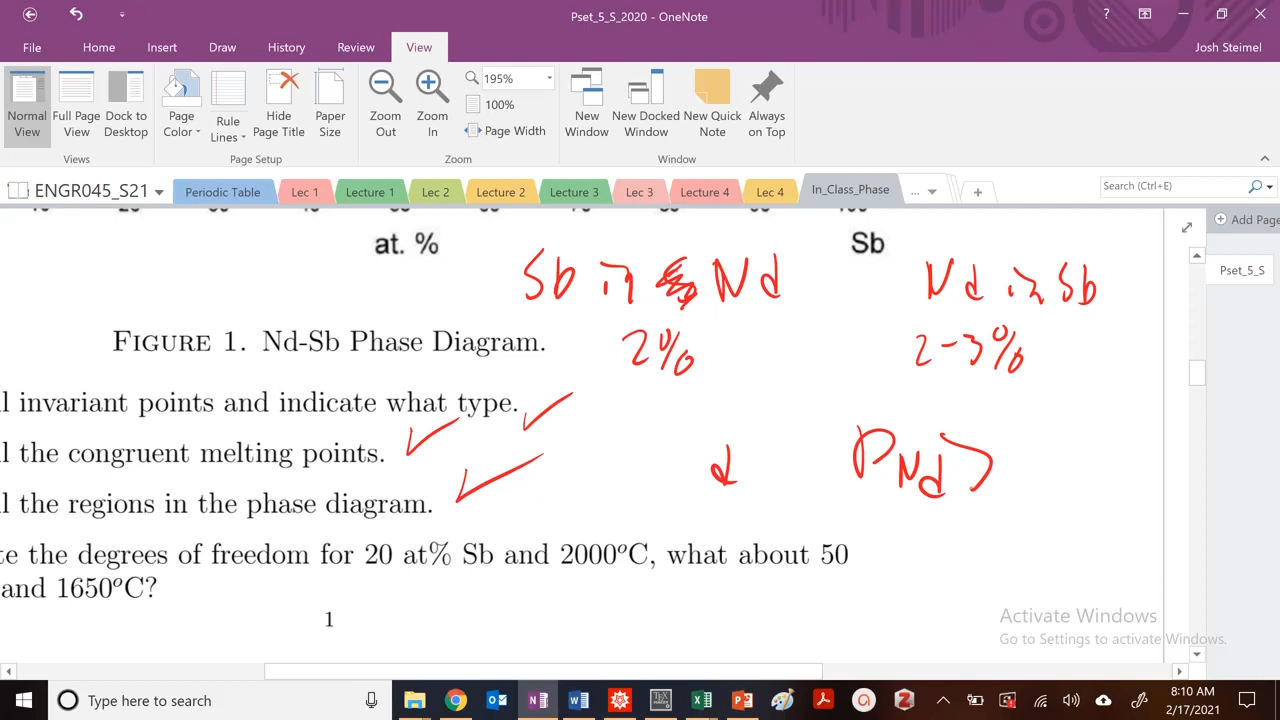 Pset_5_S_2020 - OneNote
File Home Insert Draw History Review View Josh Steimel
Normal View Full Page View Dock to Desktop Page Color Rule Lines Hide Page Title Paper Size Zoom Out Zoom In 195% 100% Page Width New Window New Docked Window New Quick Note Always on Top
Views Page Setup Zoom Window
ENGR045_S21 Periodic Table Lec 1 Lecture 1 Lec 2 Lecture 2 Lecture 3 Lec 3 Lecture 4 Lec 4 In_Class_Phase ... + Search (Ctrl+E)
Add Page
at. % Sb
Pset_5_S
Sb in Nd Nd in Sb
FIGURE 1. Nd-Sb Phase Diagram.
2% 2-3%
l invariant points and indicate what type.
l the congruent melting points.
l the regions in the phase diagram.
Nd
te the degrees of freedom for 20 at% Sb and 2000°C, what about 50
and 1650°C?
1
Activate Windows
Go to Settings to activate Windows.
Type here to search
8:10 AM
2/17/2021